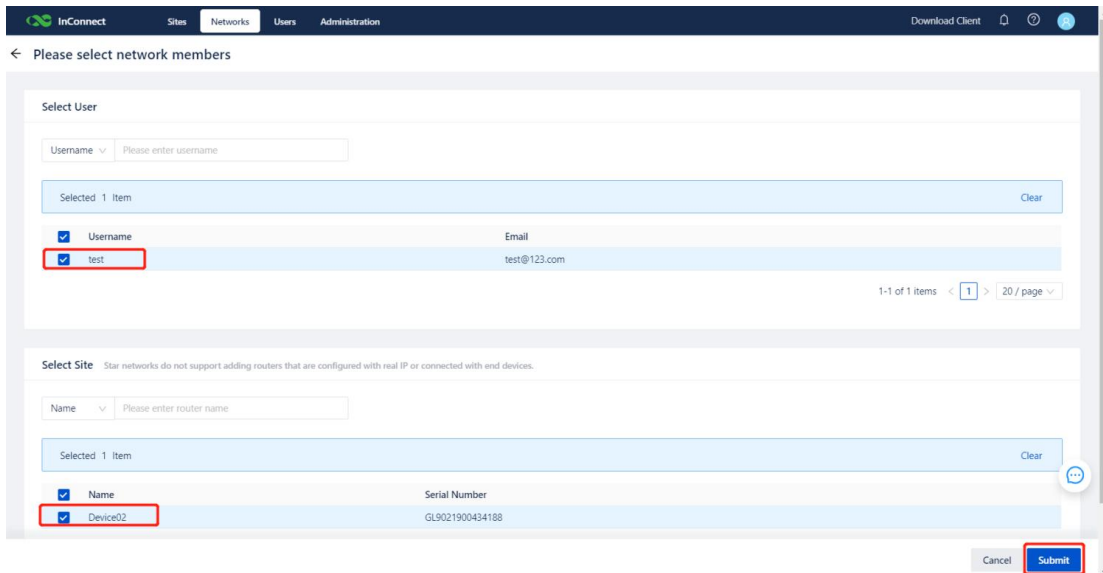 InConnect Sites Networks Users Administration Download Client
Please select network members
Select User
Username Please enter username
Selected 1 Item Clear
Username Email
test test@123.com
1-1 of 1 items < 1 > 20 / page
Select Site Star networks do not support adding routers that are configured with real IP or connected with end devices.
Name Please enter router name
Selected 1 Item Clear
Name Serial Number
Device02 GL9021900434188
Cancel Submit